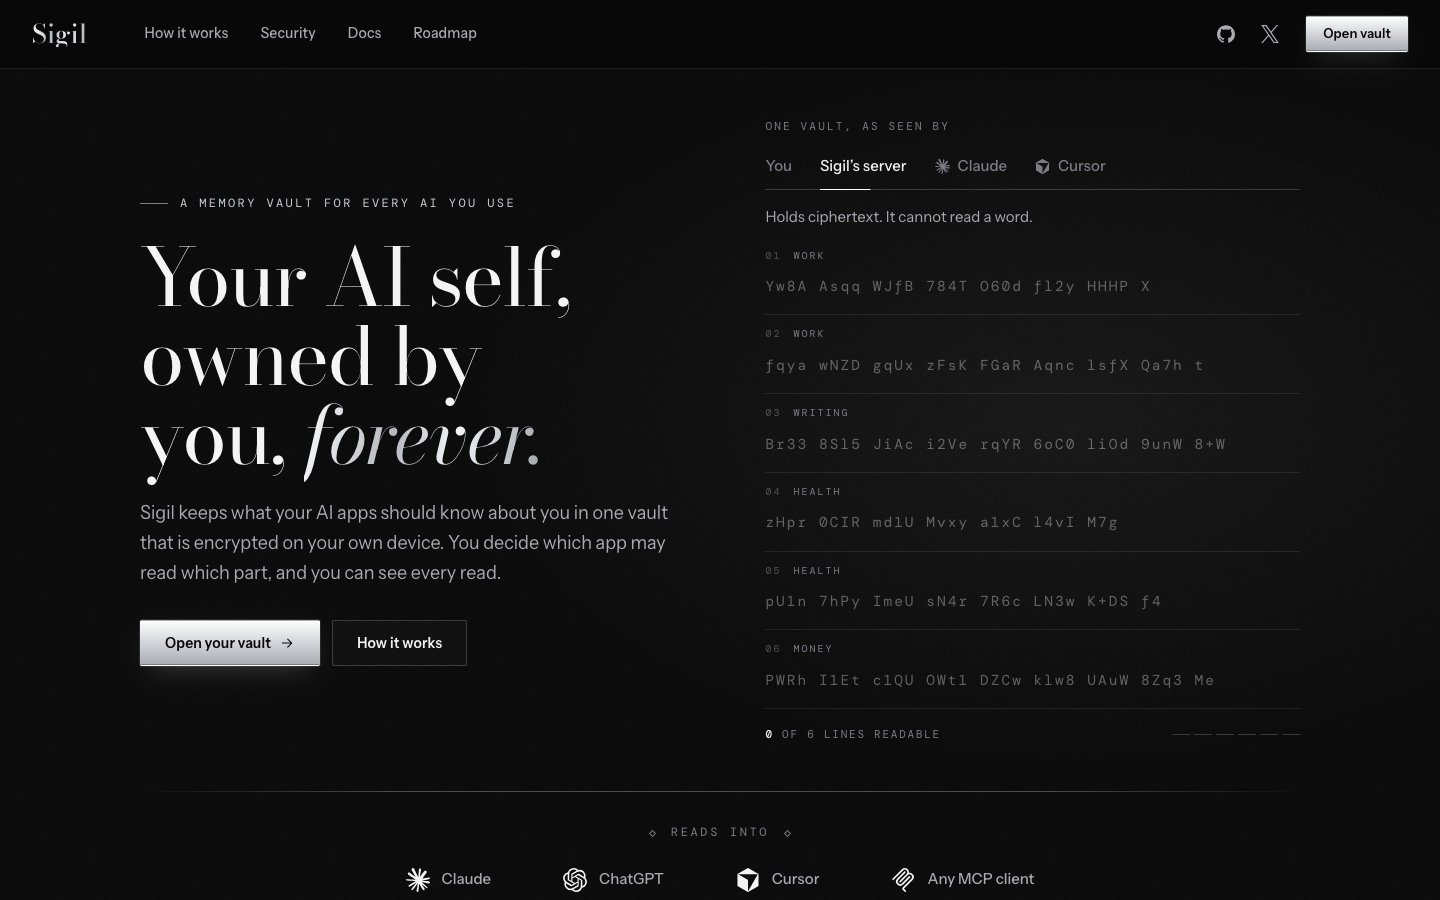 Sigil
How it works
Security
Docs
Roadmap
Open vault
A MEMORY VAULT FOR EVERY AI YOU USE
Your AI self,
owned by
you, forever.
Sigil keeps what your AI apps should know about you in one vault
that is encrypted on your own device. You decide which app may
read which part, and you can see every read.
Open your vault →
How it works
ONE VAULT, AS SEEN BY
You
Sigil's server
Claude
Cursor
Holds ciphertext. It cannot read a word.
01 WORK
Yw8A Asqq WJfB 784T O60d fl2y HHHP X
02 WORK
fqya wNZD gqUx zFsK FGaR Aqnc lsfX Qa7h t
03 WRITING
Br33 8Sl5 JiAc i2Ve rqYR 6oC0 liOd 9unW 8+W
04 HEALTH
zHpr 0CIR md1U Mvxy a1xC l4vI M7g
05 HEALTH
pUln 7hPy ImeU sN4r 7R6c LN3w K+DS f4
06 MONEY
PWRh I1Et c1QU OWt1 DZCw klw8 UAuW 8Zq3 Me
0 OF 6 LINES READABLE
READS INTO
Claude
ChatGPT
Cursor
Any MCP client